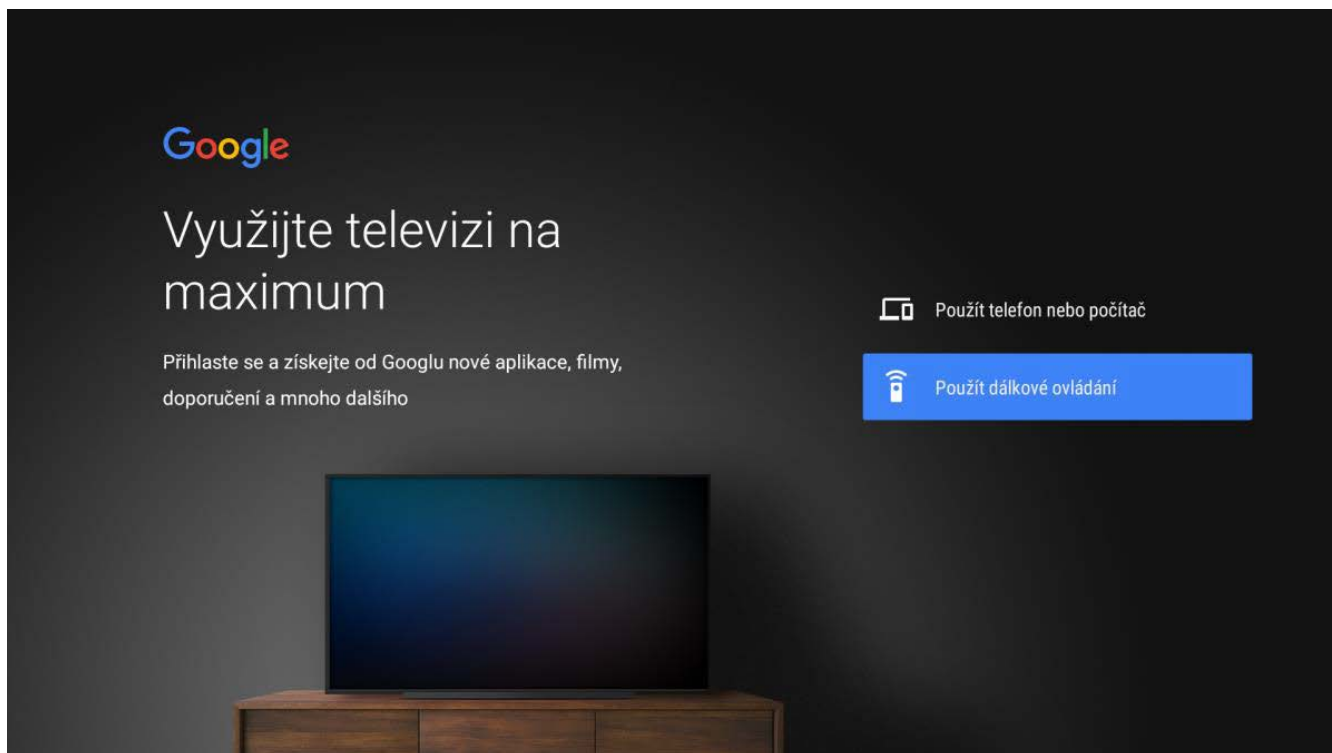 Google
Využijte televizi na
maximum
Přihlaste se a získejte od Googlu nové aplikace, filmy,
doporučení a mnoho dalšího
Použít telefon nebo počítač
Použít dálkové ovládání